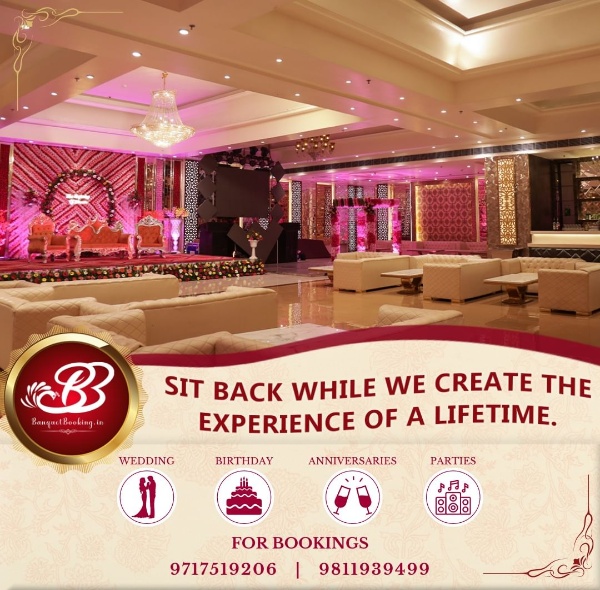 SIT BACK WHILE WE CREATE THE
EXPERIENCE OF A LIFETIME.
BB
BanquetBooking.in
WEDDING
BIRTHDAY
ANNIVERSARIES
PARTIES
FOR BOOKINGS
9717519206 | 9811939499